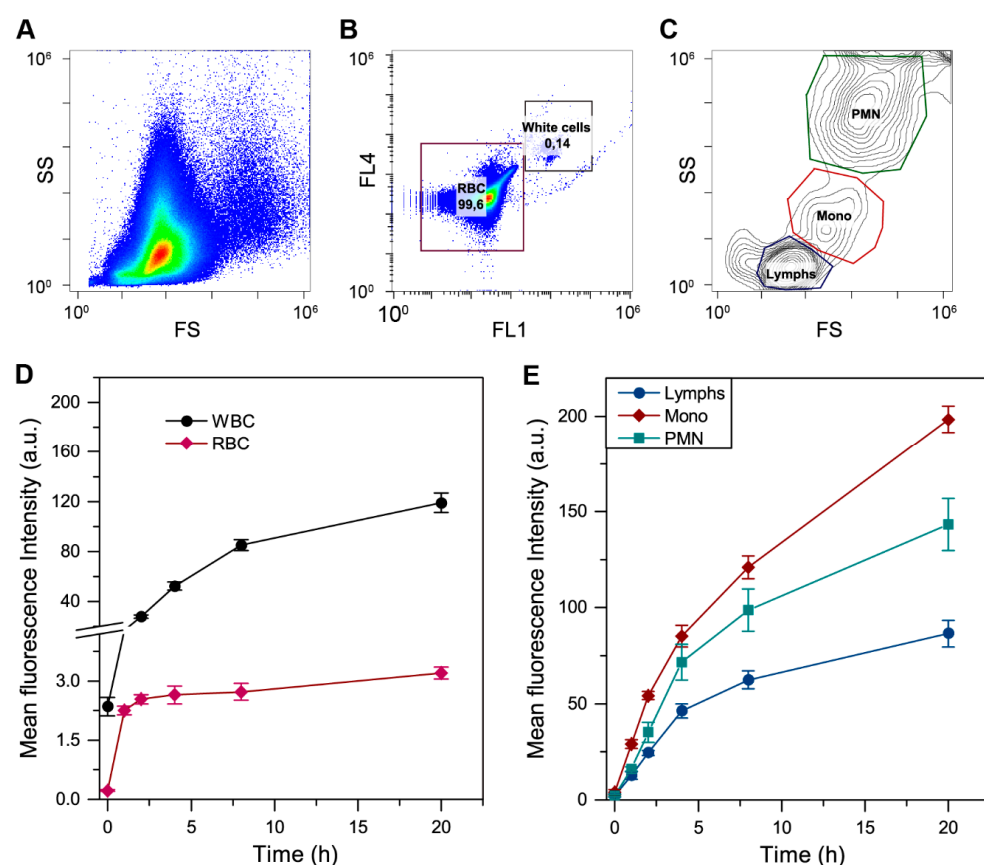 A
10⁶
SS
10⁰
10⁰
FS
10⁶
B
10⁶
FL4
White cells
0,14
RBC
99,6
10⁰
10⁰
FL1
10⁶
C
10⁶
SS
PMN
Mono
Lymphs
10⁰
10⁰
FS
10⁶
D
Mean fluorescence Intensity (a.u.)
200
160
120
80
40
3.0
1.5
0.0
WBC
RBC
0
5
10
15
20
Time (h)
E
Mean fluorescence Intensity (a.u.)
200
150
100
50
0
Lymphs
Mono
PMN
0
5
10
15
20
Time (h)